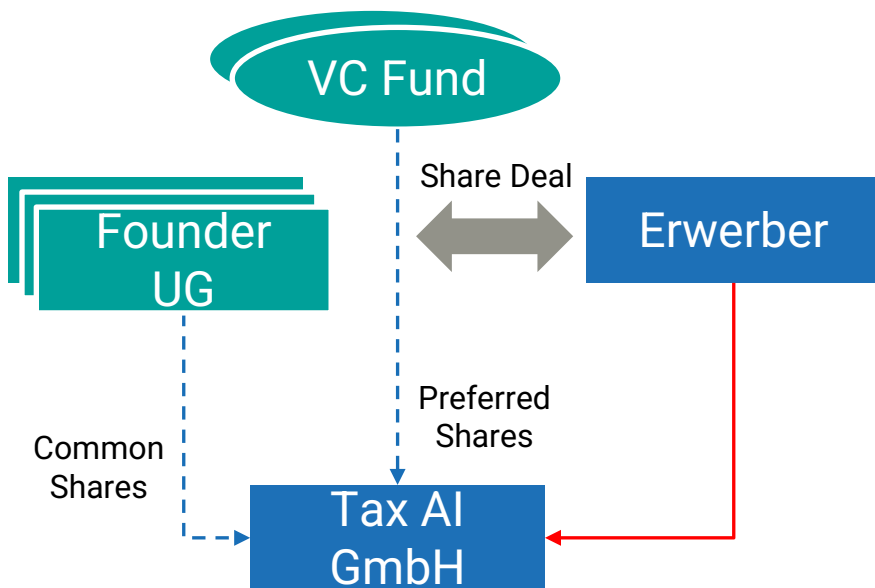 VC Fund
Share Deal
Founder
UG
Erwerber
Preferred
Shares
Common
Shares
Tax AI
GmbH